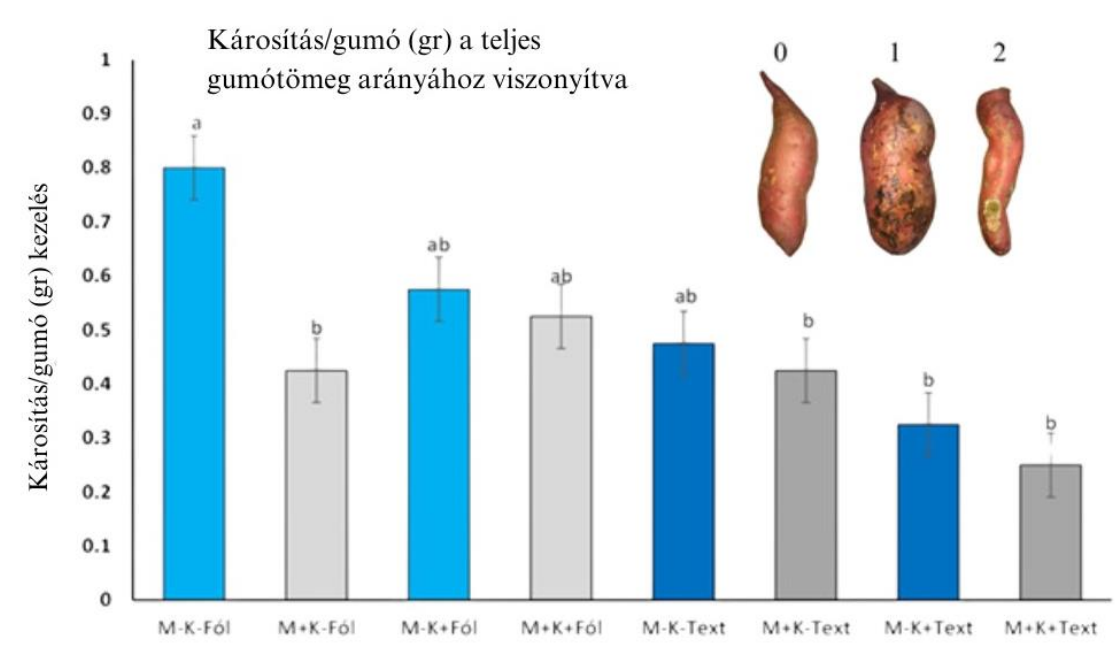 Károsítás/gumó (gr) a teljes
gumótömeg arányához viszonyítva
0 1 2
Károsítás/gumó (gr) kezelés
1
0.9
0.8
0.7
0.6
0.5
0.4
0.3
0.2
0.1
0
a
b
ab
ab
ab
b
b
b
M-K-Fól M+K-Fól M-K+Fól M+K+Fól M-K-Text M+K-Text M-K+Text M+K+Text